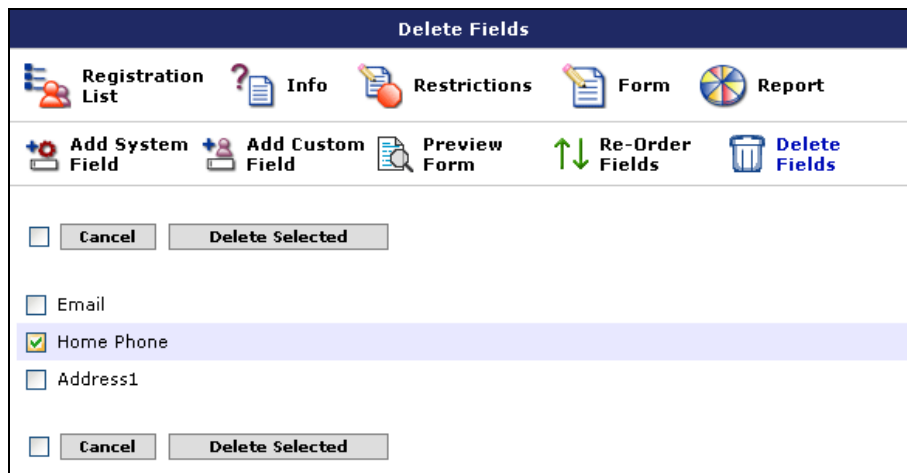 Delete Fields
Registration List Info Restrictions Form Report
Add System Field Add Custom Field Preview Form Re-Order Fields Delete Fields
Cancel Delete Selected
Email
Home Phone
Address1
Cancel Delete Selected